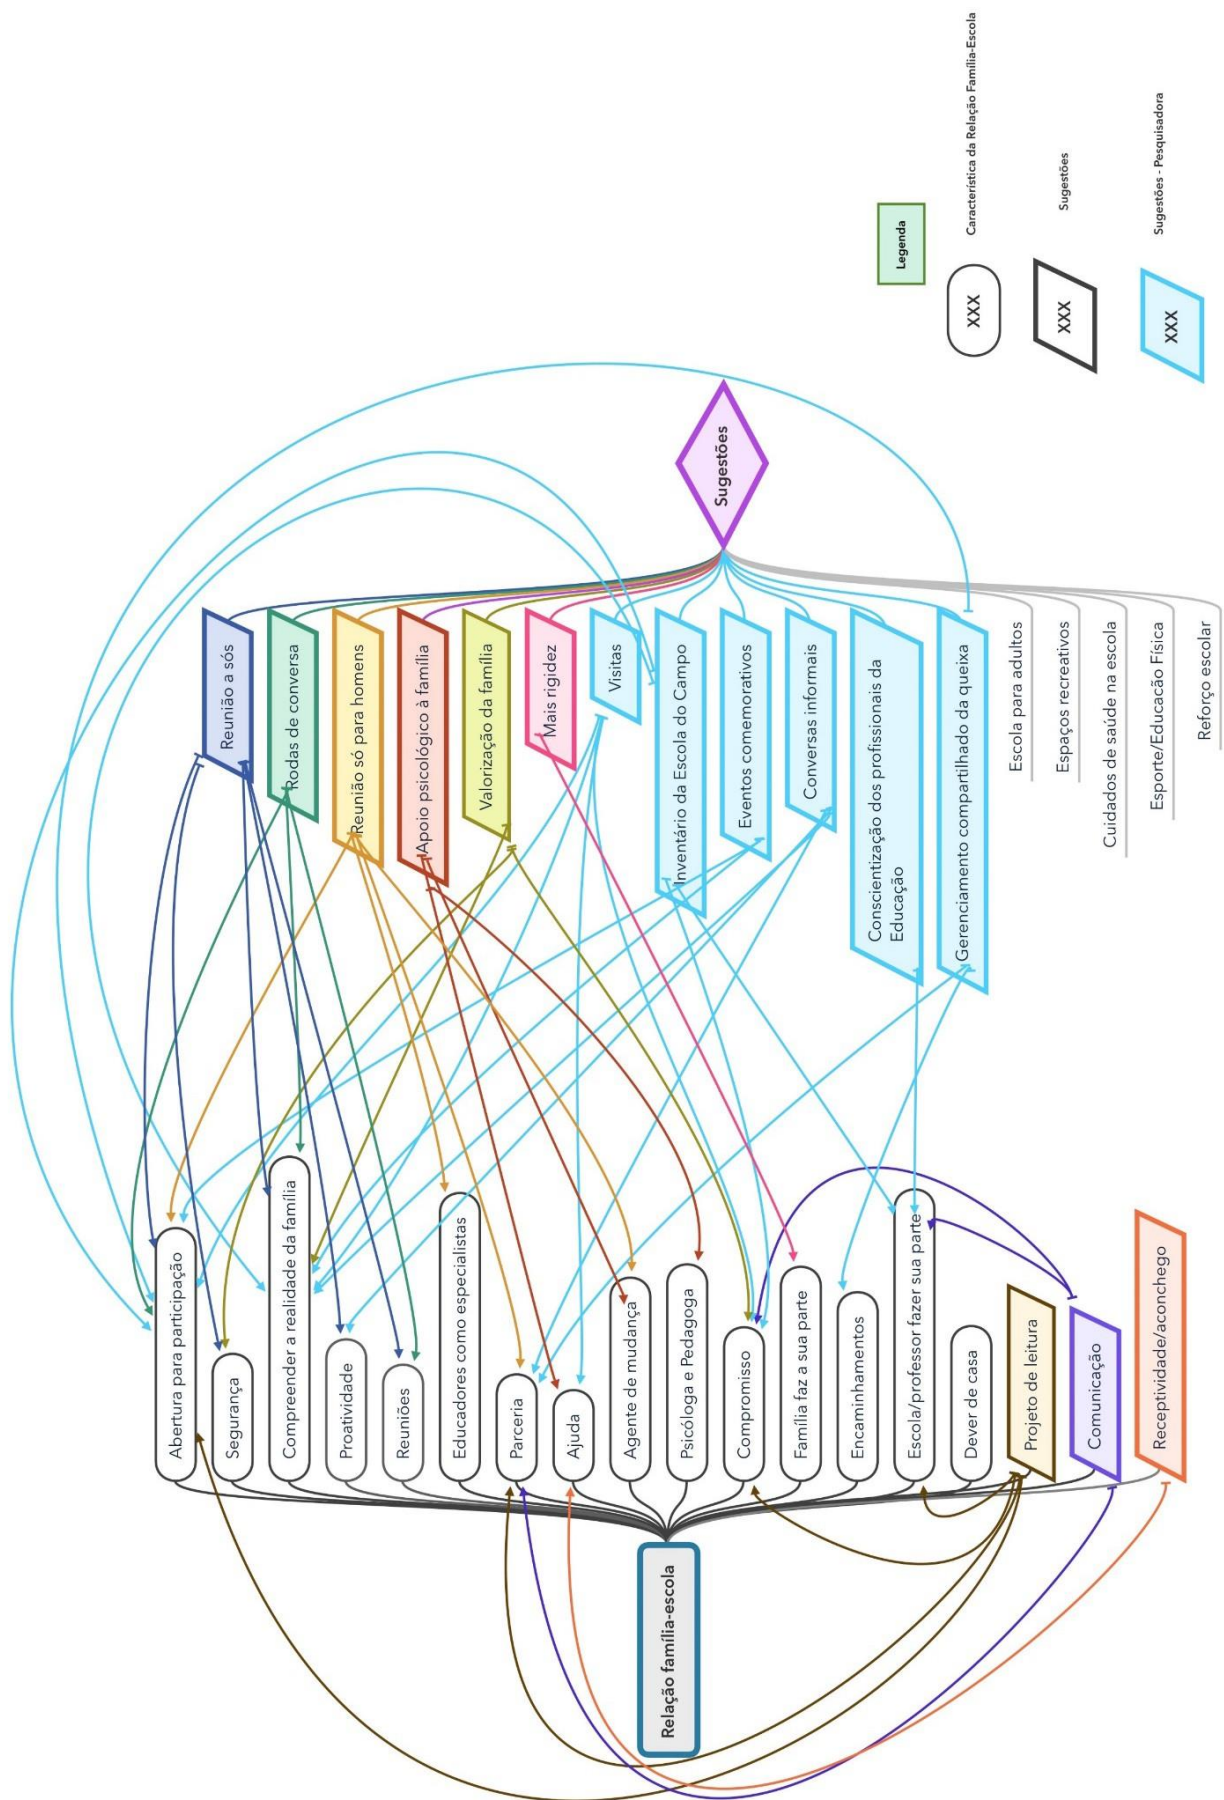 Relação família-escola
Abertura para participação
Segurança
Compreender a realidade da família
Proatividade
Reuniões
Educadores como especialistas
Parceria
Ajuda
Agente de mudança
Psicóloga e Pedagoga
Compromisso
Família faz a sua parte
Encaminhamentos
Escola/professor fazer sua parte
Dever de casa
Projeto de leitura
Comunicação
Receptividade/aconchego
Reunião a sós
Rodas de conversa
Reunião só para homens
Apoio psicológico à família
Valorização da família
Mais rigidez
Visitas
Inventário da Escola do Campo
Eventos comemorativos
Conversas informais
Conscientização dos profissionais da
Educação
Gerenciamento compartilhado da queixa
Escola para adultos
Espaços recreativos
Cuidados de saúde na escola
Esporte/Educacão Física
Reforço escolar
Sugestões
Legenda
XXX
Característica da Relação Família-Escola
XXX
Sugestões
XXX
Sugestões - Pesquisadora